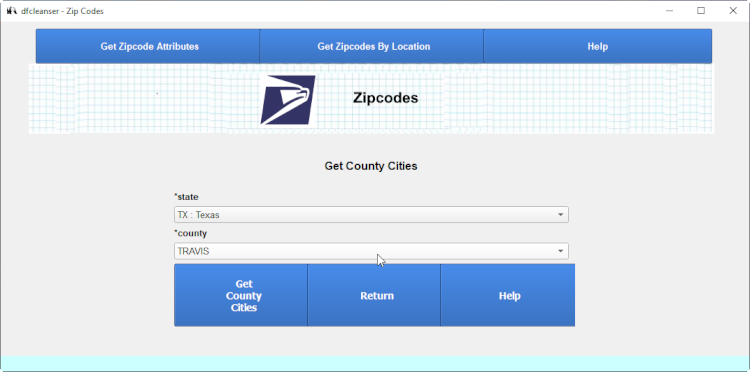 dfcleanser - Zip Codes
Get Zipcode Attributes
Get Zipcodes By Location
Help
Zipcodes
Get County Cities
*state
TX : Texas
*county
TRAVIS
Get
County
Cities
Return
Help